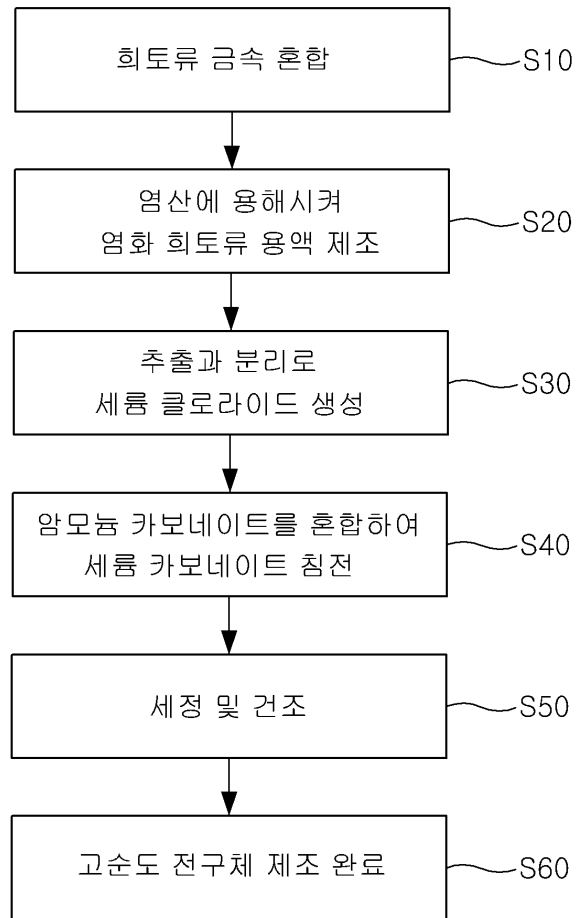 희토류 금속 혼합
S10
염산에 용해시켜
염화 희토류 용액 제조
S20
추출과 분리로
세륨 클로라이드 생성
S30
암모늄 카보네이트를 혼합하여
세륨 카보네이트 침전
S40
세정 및 건조
S50
고순도 전구체 제조 완료
S60